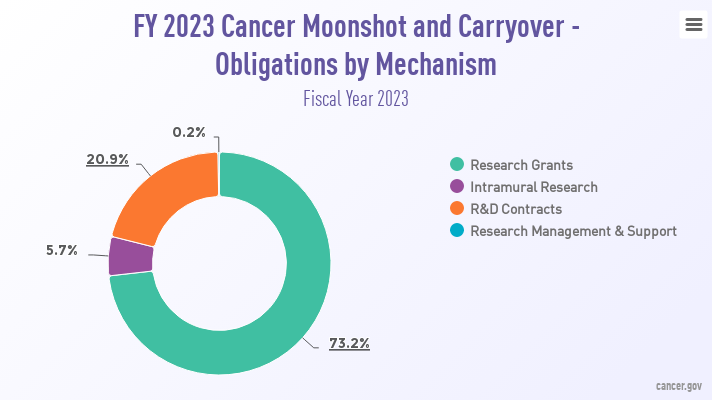 FY 2023 Cancer Moonshot and Carryover -
Obligations by Mechanism
Fiscal Year 2023
0.2%
20.9%
5.7%
73.2%
Research Grants
Intramural Research
R&D Contracts
Research Management & Support
cancer.gov